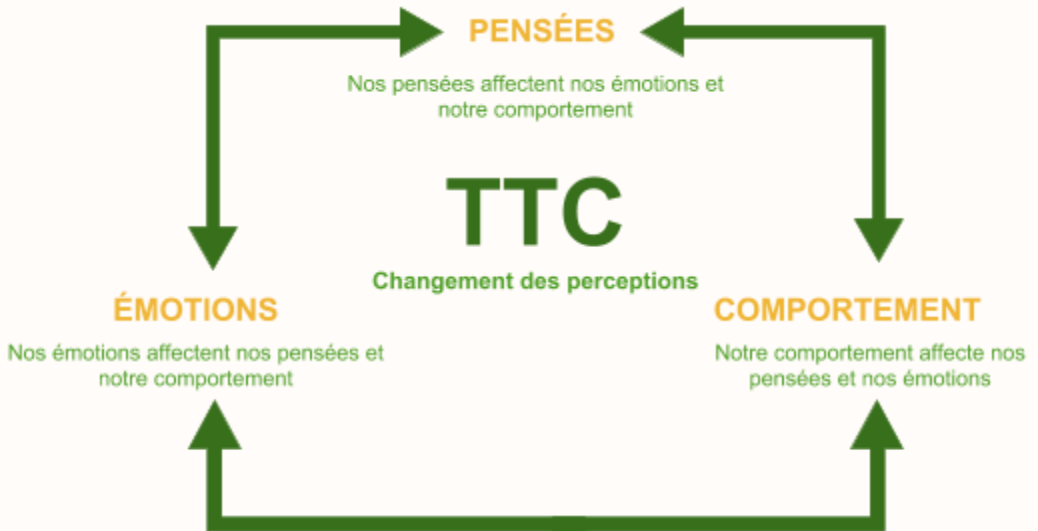 PENSÉES
Nos pensées affectent nos émotions et
notre comportement
TTC
Changement des perceptions
ÉMOTIONS
Nos émotions affectent nos pensées et
notre comportement
COMPORTEMENT
Notre comportement affecte nos
pensées et nos émotions